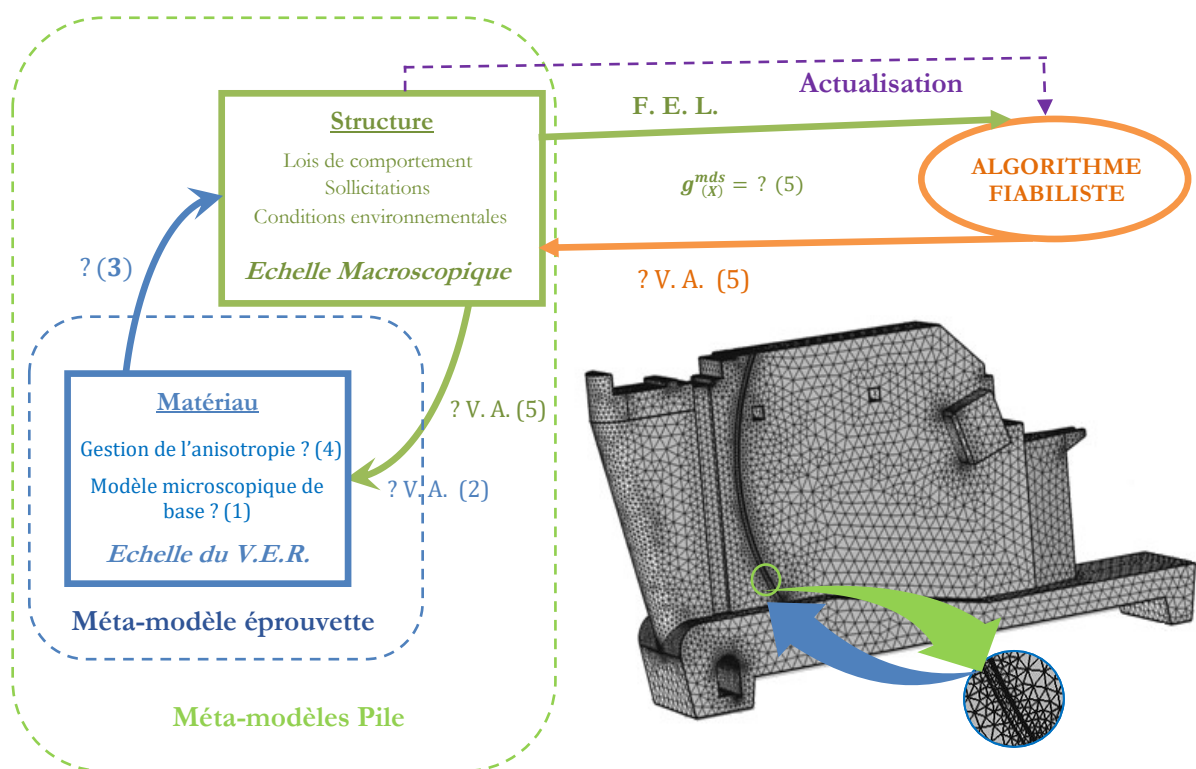 Actualisation
F. E. L.
Structure
Lois de comportement
Sollicitations
Conditions environnementales
Echelle Macroscopique
g^{mds}_{(X)} = ? (5)
ALGORITHME
FIABILISTE
? V. A. (5)
? (3)
Matériau
Gestion de l'anisotropie ? (4)
Modèle microscopique de
base ? (1)
Echelle du V.E.R.
? V. A. (5)
? V. A. (2)
Méta-modèle éprouvette
Méta-modèles Pile